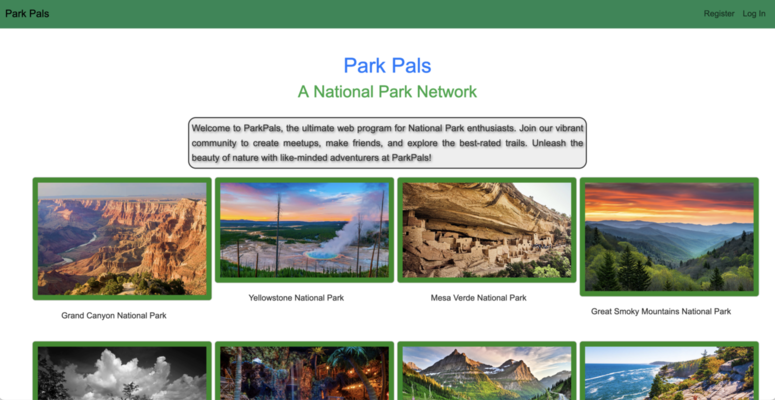 Park Pals
Register
Log In
Park Pals
A National Park Network
Welcome to ParkPals, the ultimate web program for National Park enthusiasts. Join our vibrant
community to create meetups, make friends, and explore the best-rated trails. Unleash the
beauty of nature with like-minded adventurers at ParkPals!
Grand Canyon National Park
Yellowstone National Park
Mesa Verde National Park
Great Smoky Mountains National Park